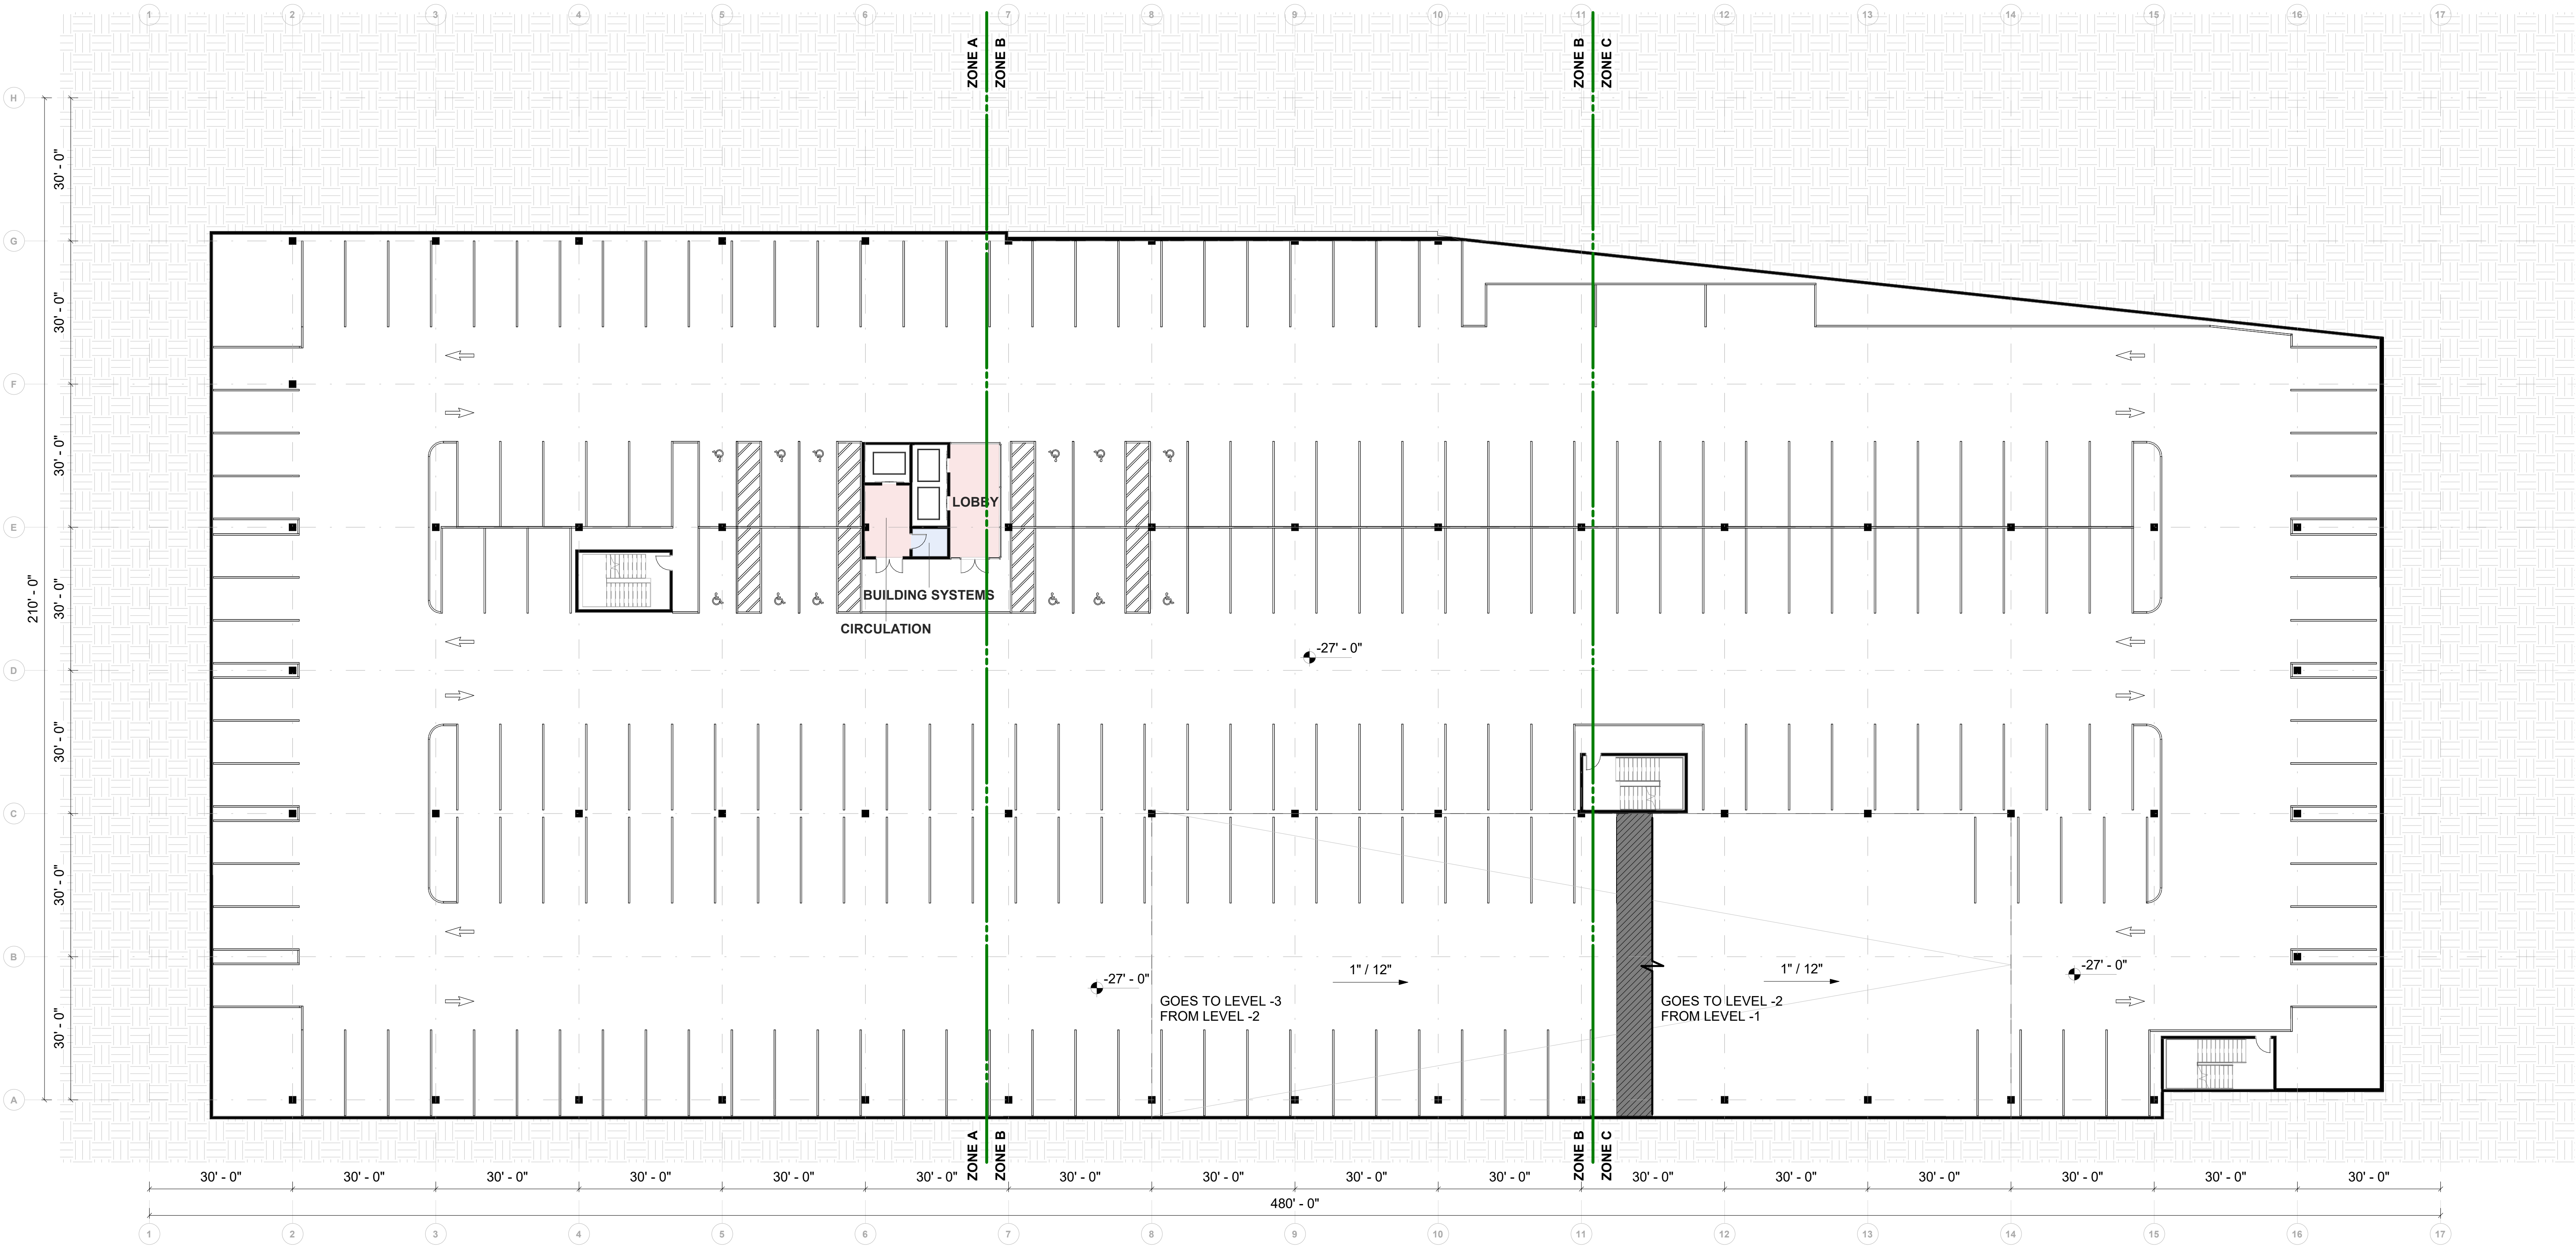 1 2 3 4 5 6 7 8 9 10 11 12 13 14 15 16 17
ZONE A
ZONE B
ZONE B
ZONE C
H
30' - 0"
G
30' - 0"
F
30' - 0"
LOBBY
E
210' - 0"
30' - 0"
BUILDING SYSTEMS
CIRCULATION
-27' - 0"
D
30' - 0"
C
30' - 0"
B
1" / 12"
1" / 12"
-27' - 0"
-27' - 0"
GOES TO LEVEL -3
FROM LEVEL -2
GOES TO LEVEL -2
FROM LEVEL -1
30' - 0"
A
ZONE A
ZONE B
ZONE B
ZONE C
30' - 0" 30' - 0" 30' - 0" 30' - 0" 30' - 0" 30' - 0" 30' - 0" 30' - 0" 30' - 0" 30' - 0" 30' - 0" 30' - 0" 30' - 0" 30' - 0" 30' - 0" 30' - 0"
480' - 0"
1 2 3 4 5 6 7 8 9 10 11 12 13 14 15 16 17